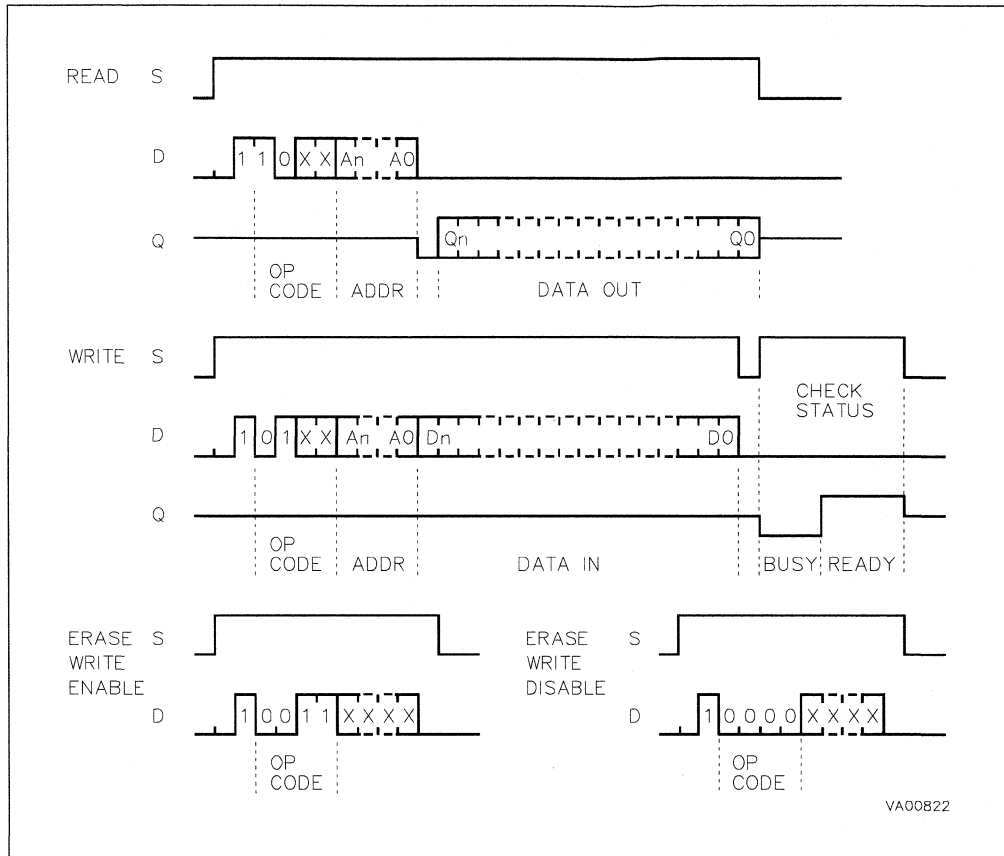 READ S
D 1 1 0 X X An A0
Q Qn Q0
OP CODE ADDR DATA OUT
WRITE S
CHECK STATUS
D 1 0 1 X X An A0 Dn D0
Q
OP CODE ADDR DATA IN BUSY READY
ERASE WRITE ENABLE S
D 1 0 0 1 1 X X X X
OP CODE
ERASE WRITE DISABLE S
D 1 0 0 0 0 X X X X
OP CODE
VA00822